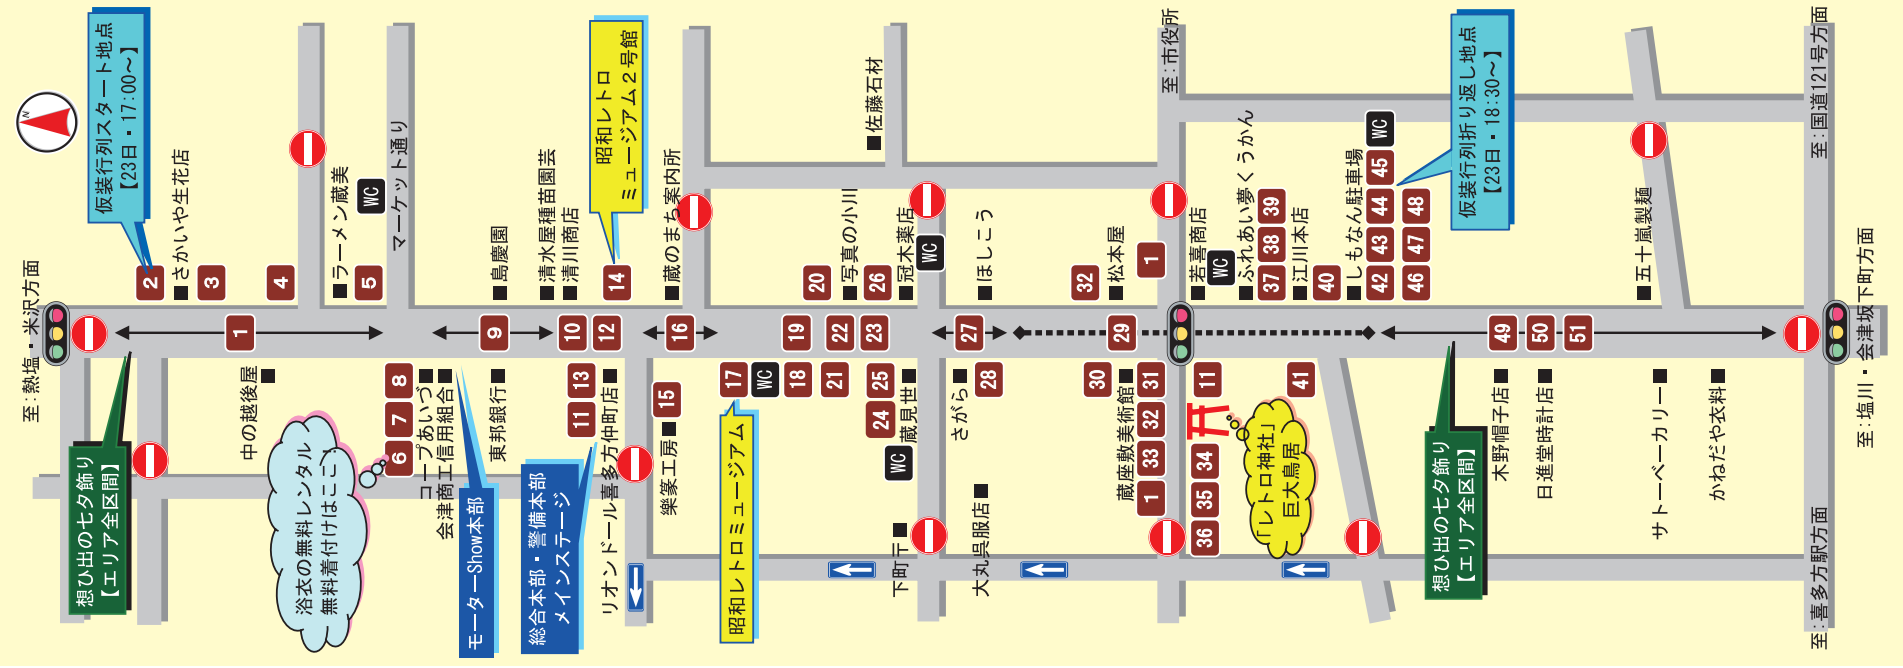 N
仮装行列スタート地点
【23日・17:00～】
至:熱塩・米沢方面
2
さかいや生花店
3
4
ラーメン蔵美
WC
5
マーケット通り
1
想ひ出の七夕飾り
【エリア全区間】
中の越後屋
浴衣の無料レンタル
無料着付けはここ!
6
7
8
コープあいづ
会津商工信用組合
モーターShow本部
東邦銀行
9
島慶園
清水屋種苗園芸
清川商店
10
12
11
13
総合本部・警備本部
メインステージ
リオンドール喜多方仲町店
昭和レトロ
ミュージアム2号館
14
蔵のまち案内所
16
15
樂篆工房
17
WC
18
21
昭和レトロミュージアム
19
22
23
20
写真の小川
26
冠木薬店
WC
佐藤石材
24
25
蔵見世
WC
下町〒
27
ほしこう
さがら
28
大丸呉服店
32
松本屋
1
29
30
蔵座敷美術館
31
32
33
1
至:市役所
若喜商店
WC
ふれあい夢くうかん
37
38
39
江川本店
40
しもなん駐車場
42
43
44
45
WC
46
47
48
仮装行列折り返し地点
【23日・18:30～】
11
34
35
36
「レトロ神社」
巨大鳥居
41
想ひ出の七夕飾り
【エリア全区間】
49
50
51
木野帽子店
日進堂時計店
五十嵐製麺
サトーベーカリー
かねだや衣料
至:国道121号方面
至:塩川・会津坂下町方面
至:喜多方駅方面